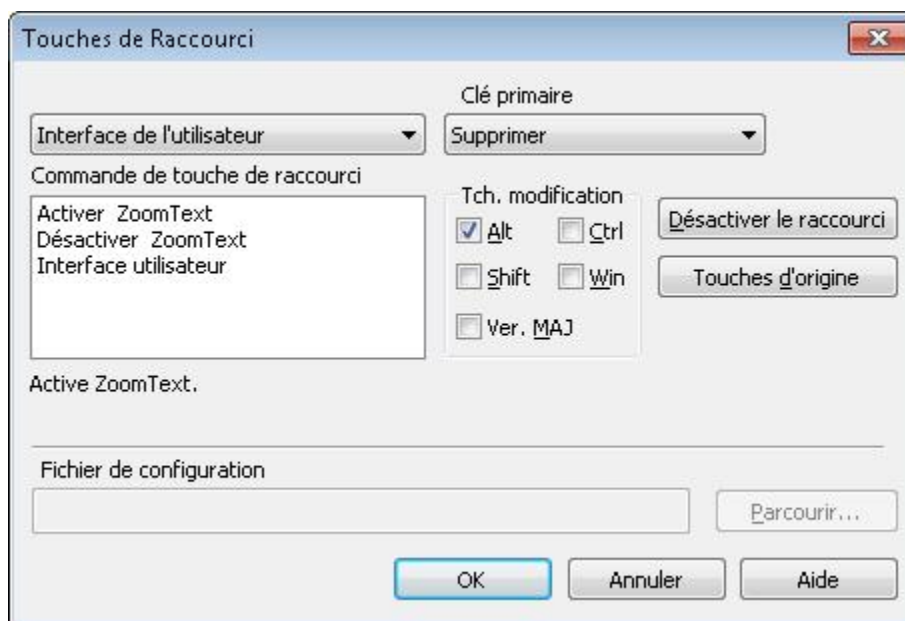 Touches de Raccourci
Clé primaire
Interface de l'utilisateur
Supprimer
Commande de touche de raccourci
Activer ZoomText
Désactiver ZoomText
Interface utilisateur
Tch. modification
Alt
Ctrl
Shift
Win
Ver. MAJ
Désactiver le raccourci
Touches d'origine
Active ZoomText.
Fichier de configuration
Parcourir...
OK
Annuler
Aide